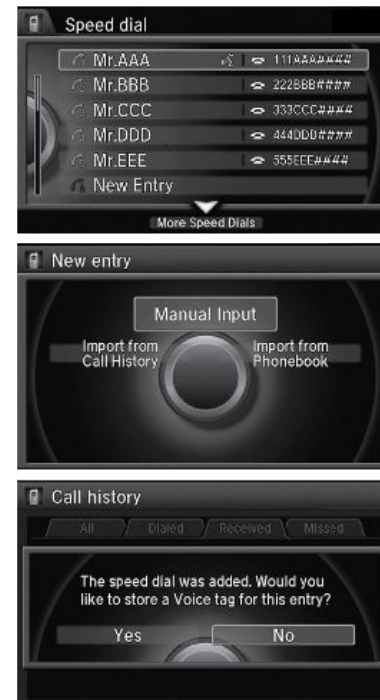 Speed dial
Mr.AAA 111AAA####
Mr.BBB 222BBB####
Mr.CCC 333CCC####
Mr.DDD 444DDD####
Mr.EEE 555EEE####
New Entry
More Speed Dials
New entry
Manual Input
Import from Call History
Import from Phonebook
Call history
All Dialed Received Missed
The speed dial was added. Would you
like to store a Voice tag for this entry?
Yes No